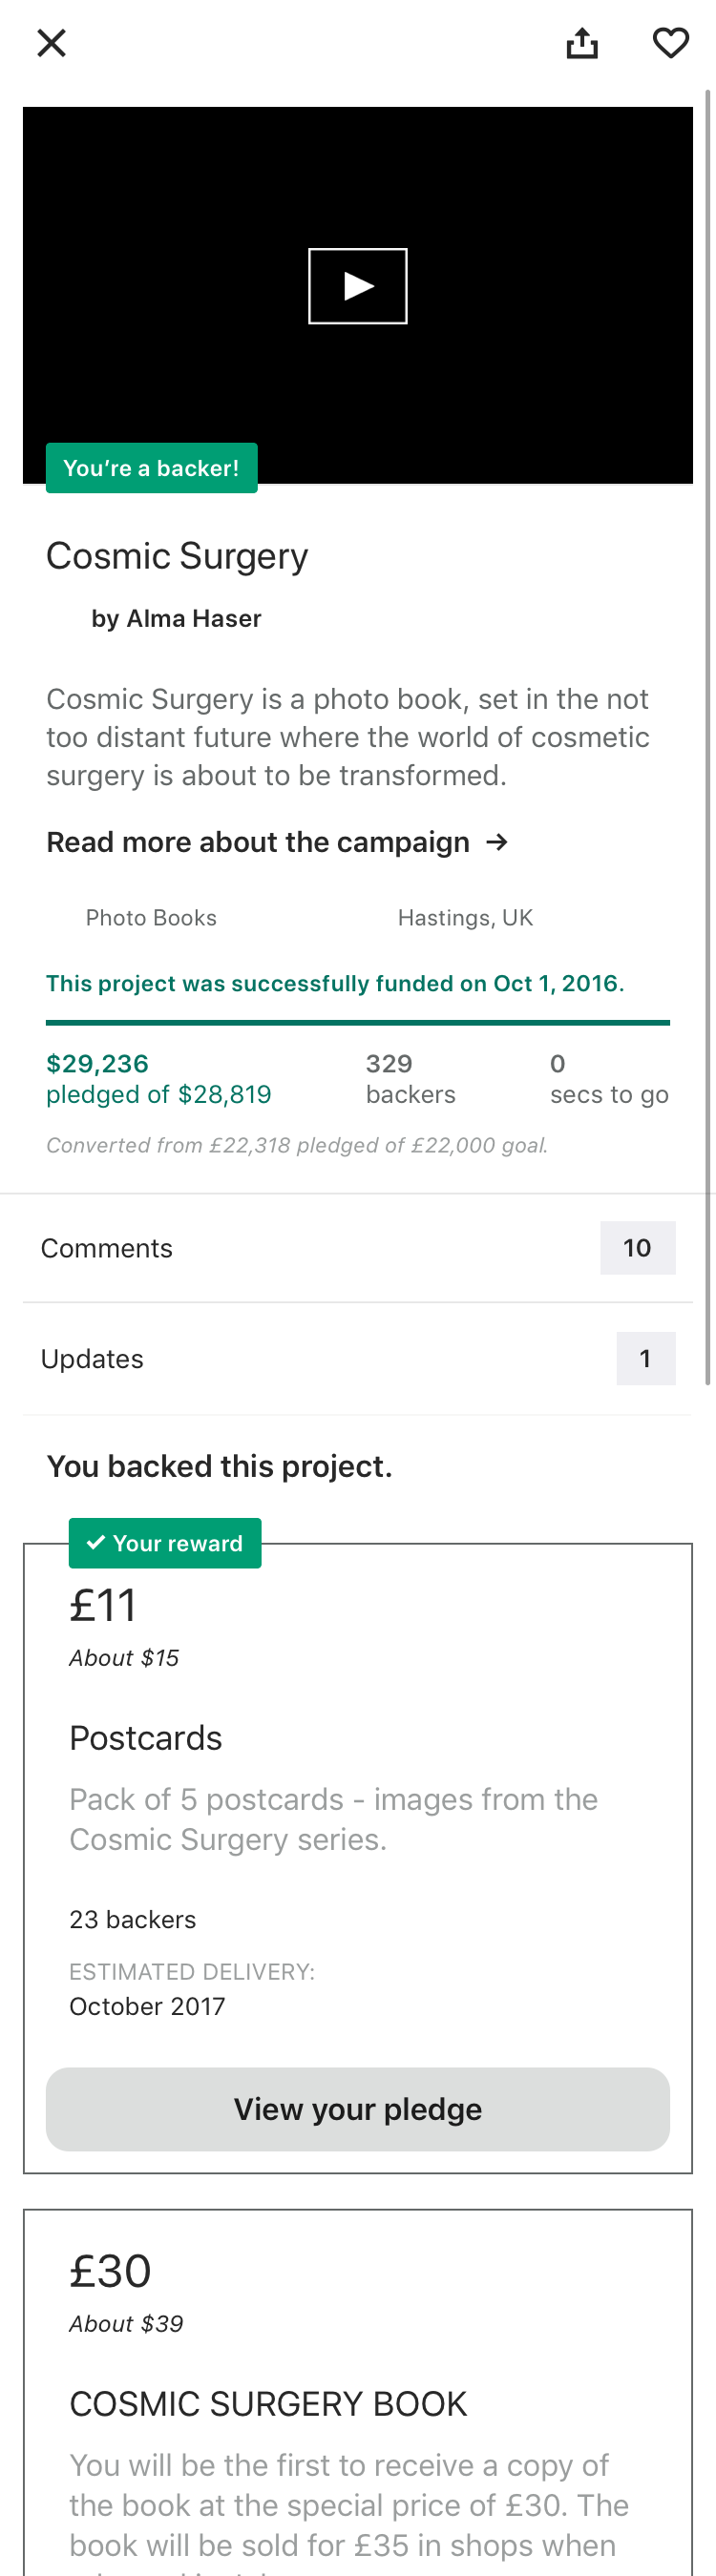 You’re a backer!
Cosmic Surgery
by Alma Haser
Cosmic Surgery is a photo book, set in the not
too distant future where the world of cosmetic
surgery is about to be transformed.
Read more about the campaign →
Photo Books
Hastings, UK
This project was successfully funded on Oct 1, 2016.
$29,236
pledged of $28,819
329
backers
0
secs to go
Converted from £22,318 pledged of £22,000 goal.
Comments
10
Updates
1
You backed this project.
✓ Your reward
£11
About $15
Postcards
Pack of 5 postcards - images from the
Cosmic Surgery series.
23 backers
ESTIMATED DELIVERY:
October 2017
View your pledge
£30
About $39
COSMIC SURGERY BOOK
You will be the first to receive a copy of
the book at the special price of £30. The
book will be sold for £35 in shops when